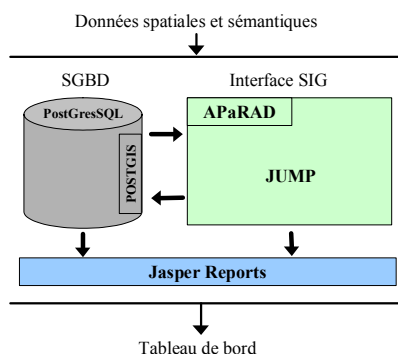 Données spatiales et sémantiques
SGBD
Interface SIG
PostGresSQL
APaRAD
POSTGIS
JUMP
Jasper Reports
Tableau de bord